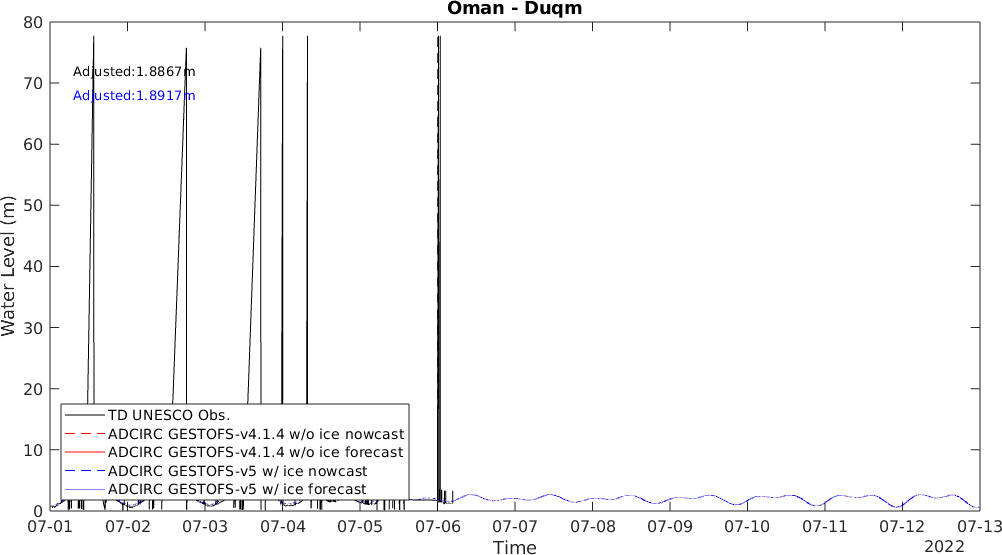 Oman - Duqm
80
70
60
50
40
30
20
10
0
Water Level (m)
Adjusted:1.8867m
Adjusted:1.8917m
TD UNESCO Obs.
ADCIRC GESTOFS-v4.1.4 w/o ice nowcast
ADCIRC GESTOFS-v4.1.4 w/o ice forecast
ADCIRC GESTOFS-v5 w/ ice nowcast
ADCIRC GESTOFS-v5 w/ ice forecast
07-01 07-02 07-03 07-04 07-05 07-06 07-07 07-08 07-09 07-10 07-11 07-12 07-13
Time
2022